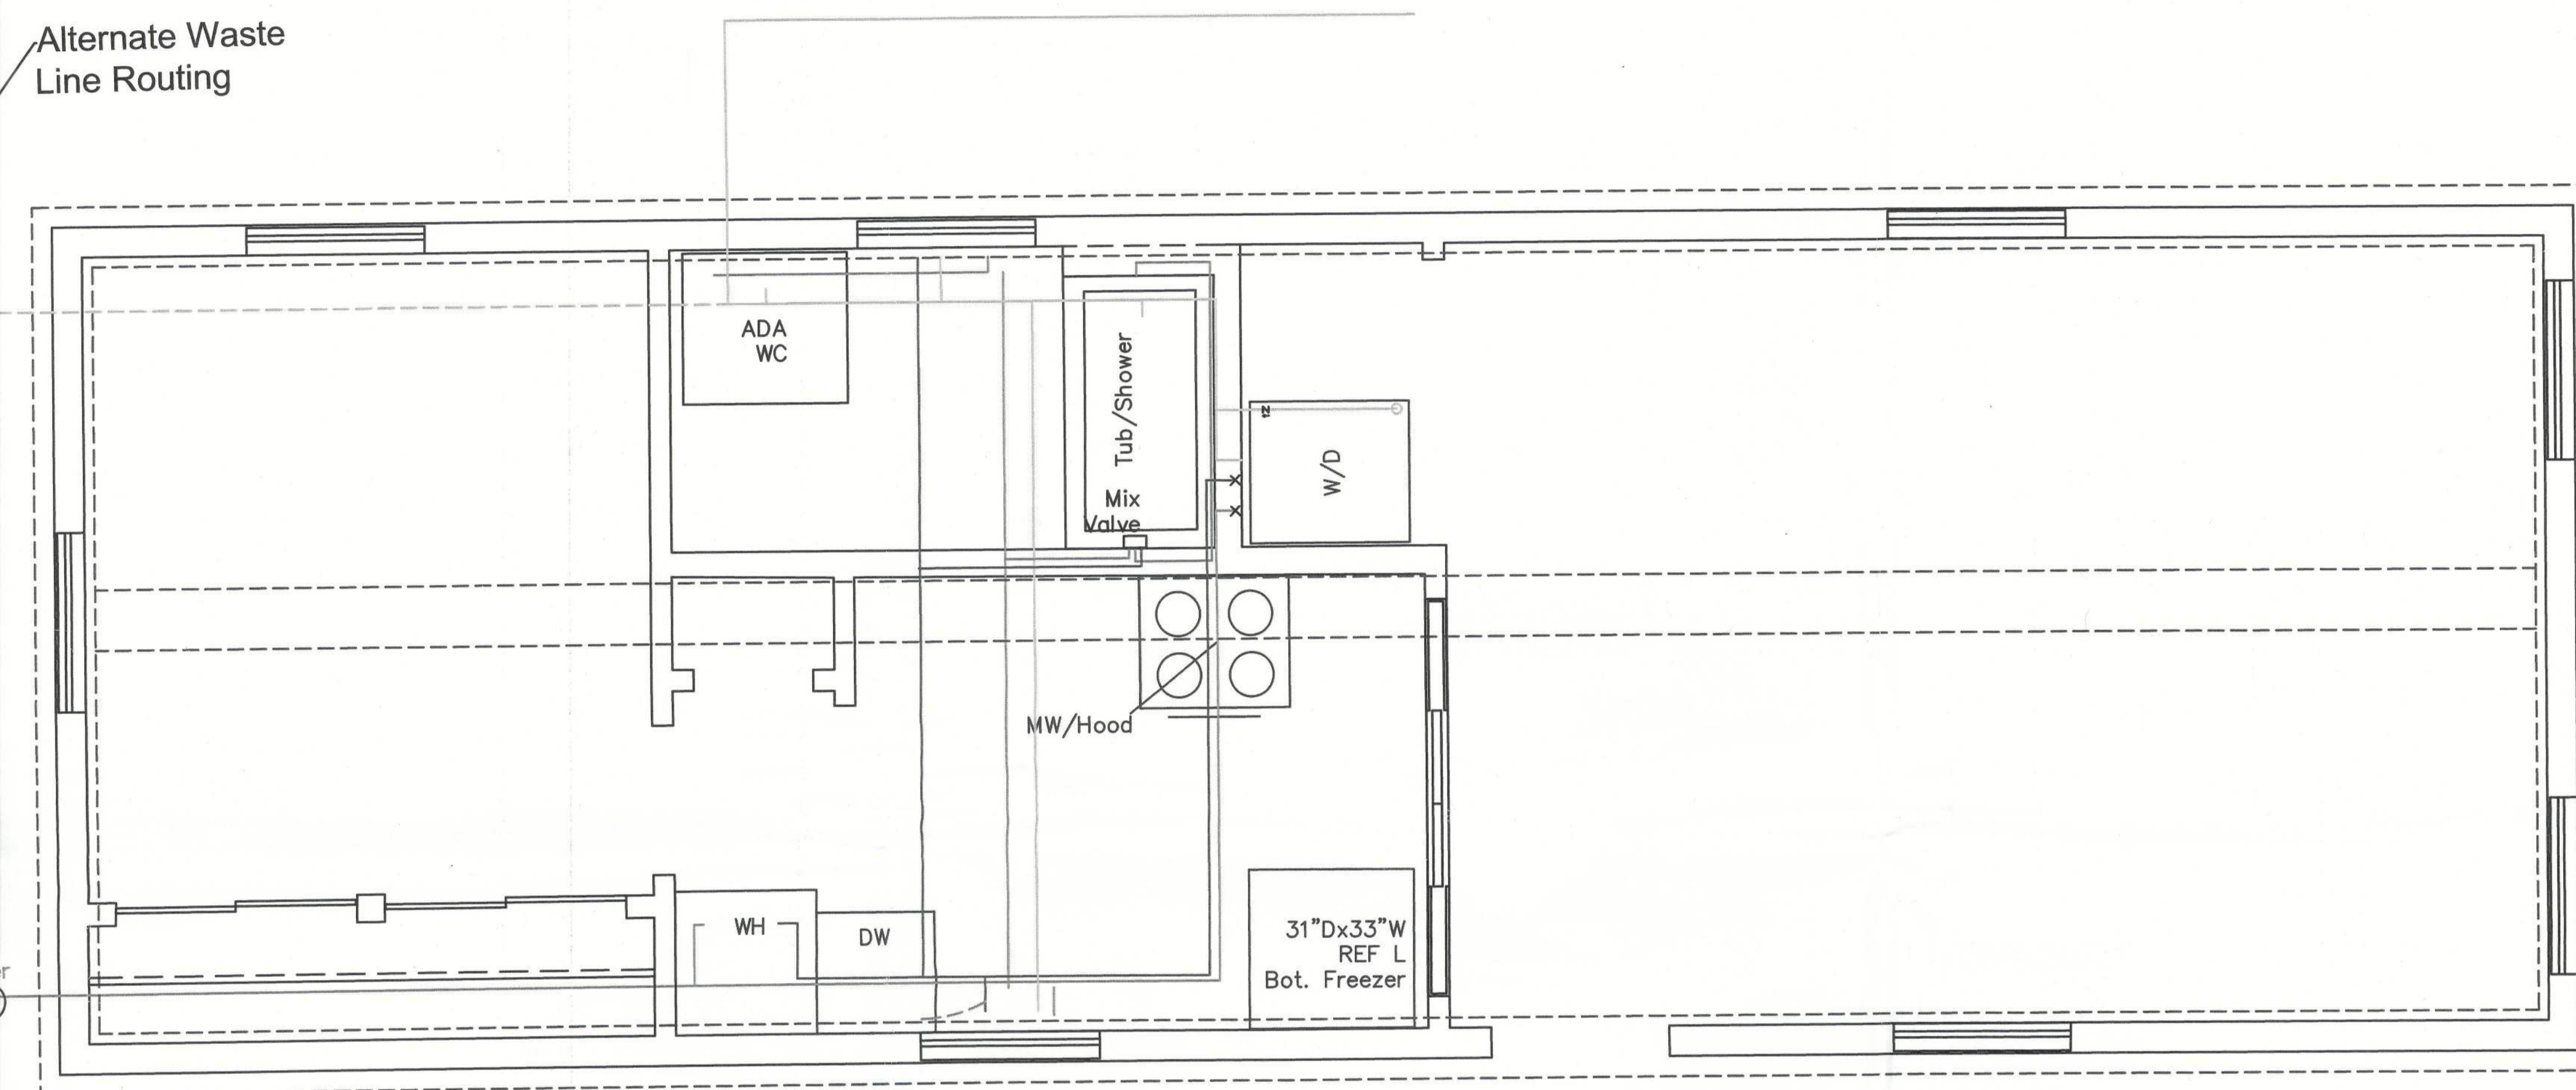 Alternate Waste
Line Routing
ADA
WC
Tub/Shower
Mix
Valve
W/D
MW/Hood
WH
DW
31"Dx33"W
REF L
Bot. Freezer